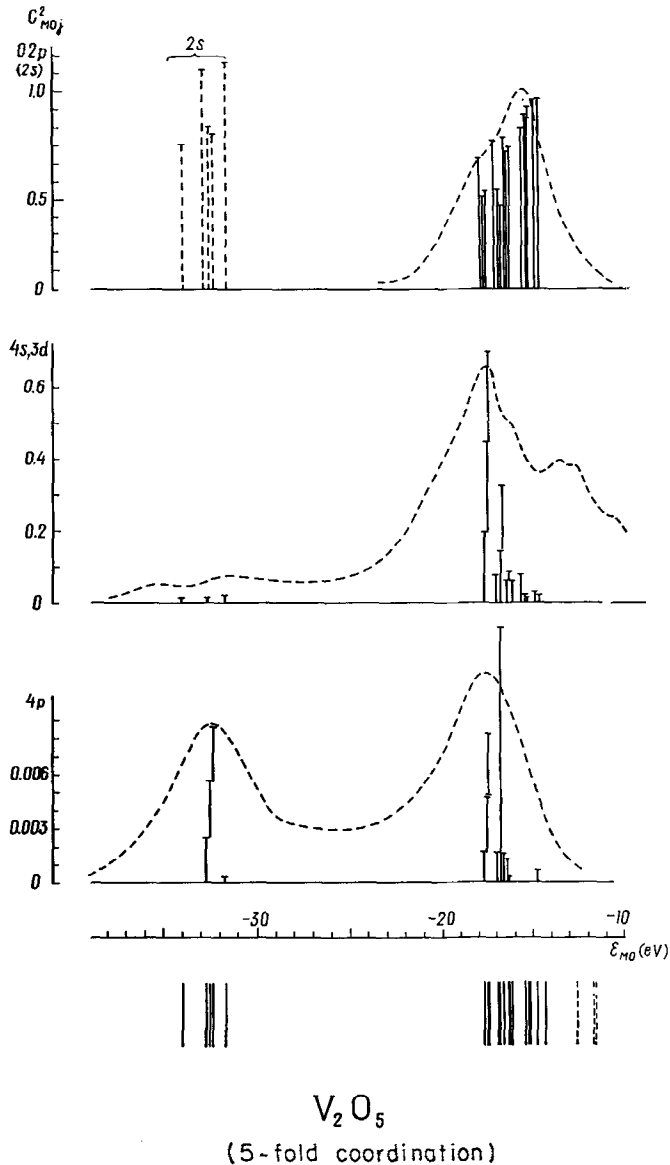 C²MOj
2s
O2p
(2s)
1.0
0.5
0
4s,3d
0.6
0.4
0.2
0
4p
0.006
0.003
0
-30 -20 -10
εMO (eV)
V₂O₅
(5-fold coordination)